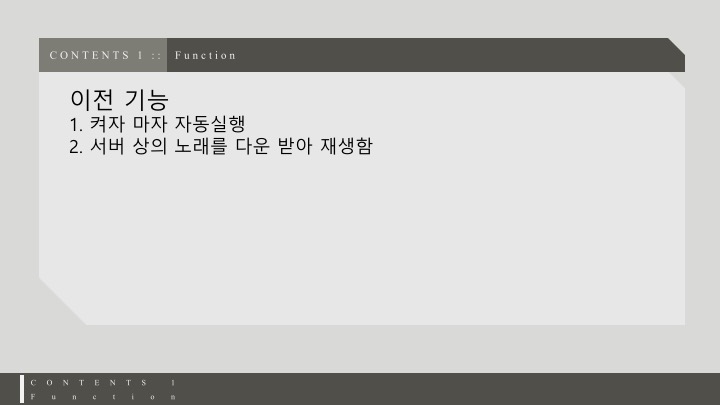 CONTENTS 1 :: Function
이전 기능
1. 켜자 마자 자동실행
2. 서버 상의 노래를 다운 받아 재생함
CONTENTS 1
Function